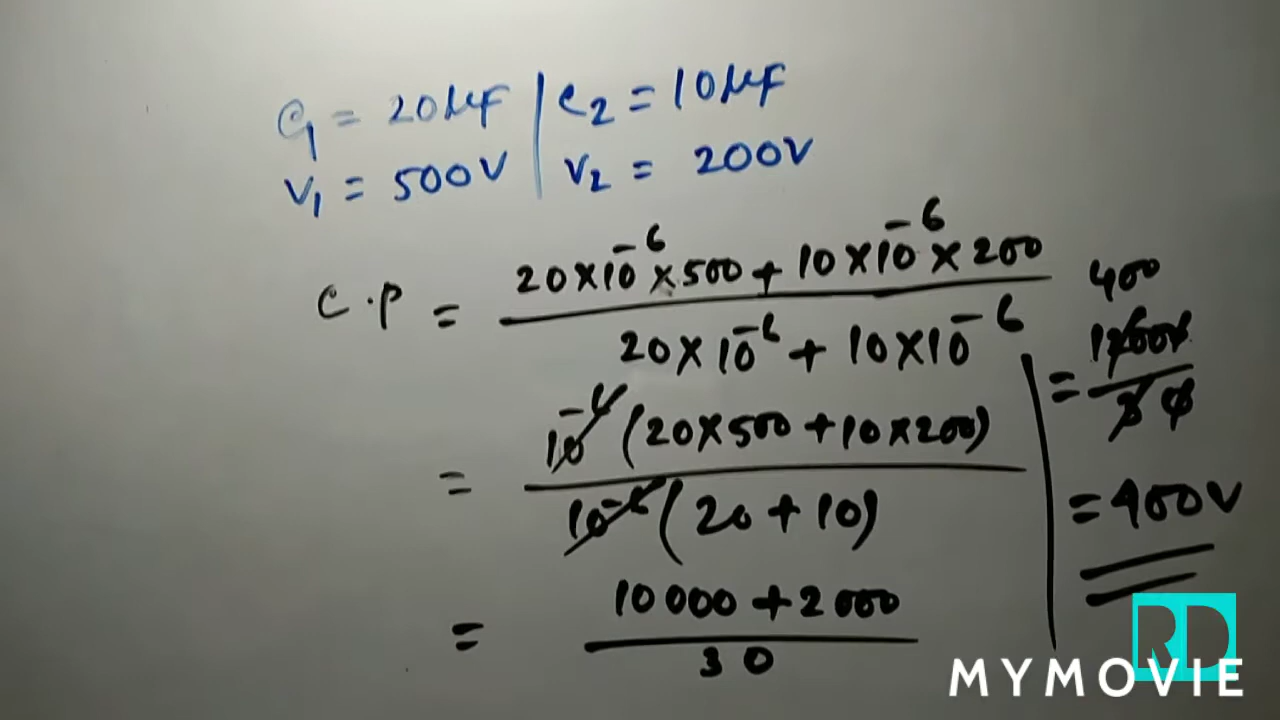 C₁ = 20μF | C₂ = 10μF
V₁ = 500V | V₂ = 200V
C.P = (20×10⁻⁶×500 + 10×10⁻⁶×200) / (20×10⁻⁶ + 10×10⁻⁶)
= 10⁻⁶(20×500+10×200) / 10⁻⁶(20+10)
= (10000+2000) / 30
400
= 12000 / 30
= 400V
RD
MYMOVIE